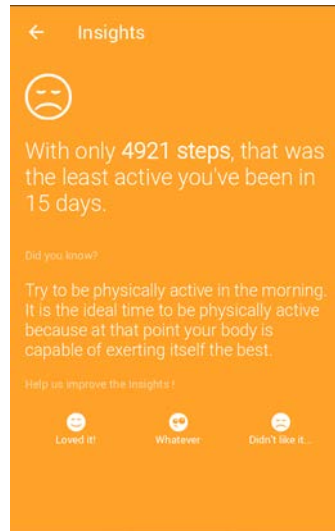 Insights
With only 4921 steps, that was
the least active you've been in
15 days.
Did you know?
Try to be physically active in the morning.
It is the ideal time to be physically active
because at that point your body is
capable of exerting itself the best.
Help us improve the Insights !
Loved it!
Whatever
Didn't like it...